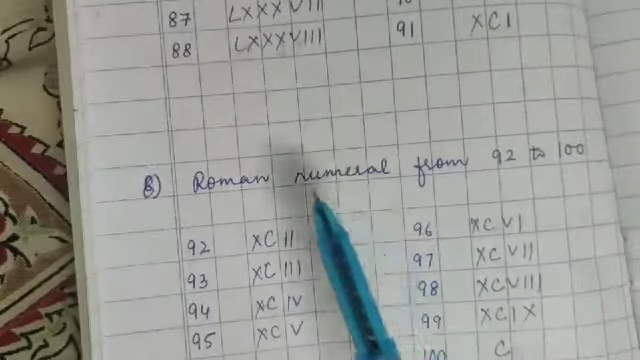 87 LXXXVII
88 LXXXVIII 91 XCI
8) Roman numeral from 92 to 100
92 XCII 96 XCVI
93 XCIII 97 XCVII
94 XCIV 98 XCVIII
95 XCV 99 XCIX
100 C